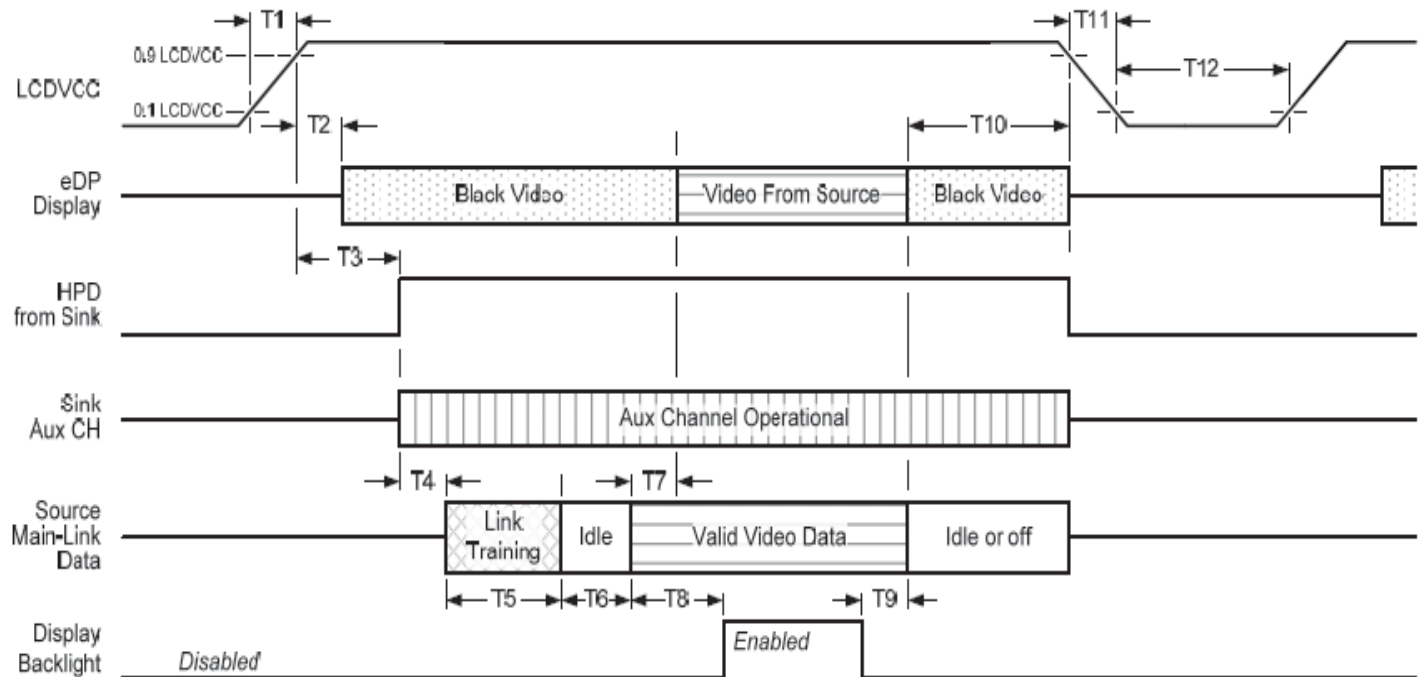 T1
T11
0.9 LCDVCC
T12
LCDVCC
0.1 LCDVCC
T2
T10
eDP
Display
Black Video
Video From Source
Black Video
T3
HPD
from Sink
Sink
Aux CH
Aux Channel Operational
T4
T7
Source
Main-Link
Data
Link
Training
Idle
Valid Video Data
Idle or off
T5
T6
T8
T9
Display
Backlight
Disabled
Enabled